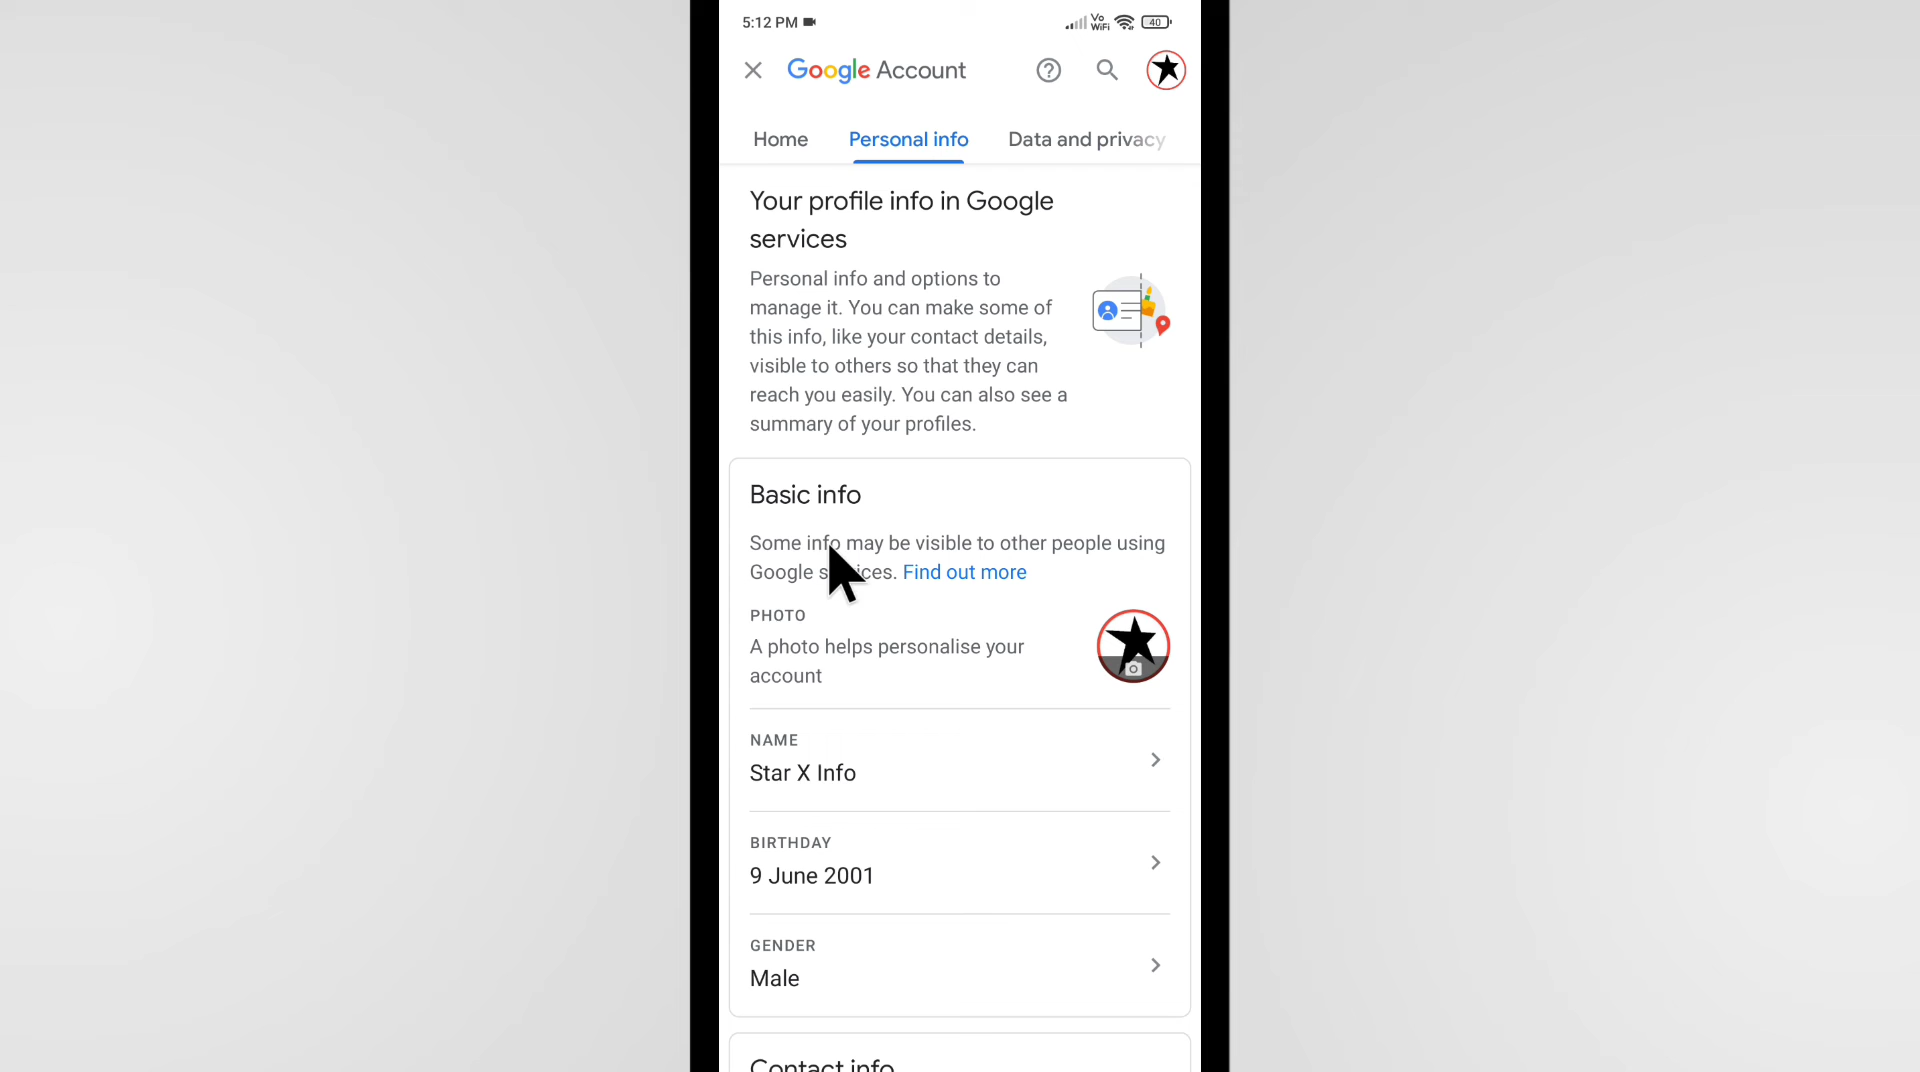 5:12 PM
Vo
WiFi
40
Google Account
Home
Personal info
Data and privacy
Your profile info in Google
services
Personal info and options to
manage it. You can make some of
this info, like your contact details,
visible to others so that they can
reach you easily. You can also see a
summary of your profiles.
Basic info
Some info may be visible to other people using
Google services. Find out more
PHOTO
A photo helps personalise your
account
NAME
Star X Info
BIRTHDAY
9 June 2001
GENDER
Male
Contact info